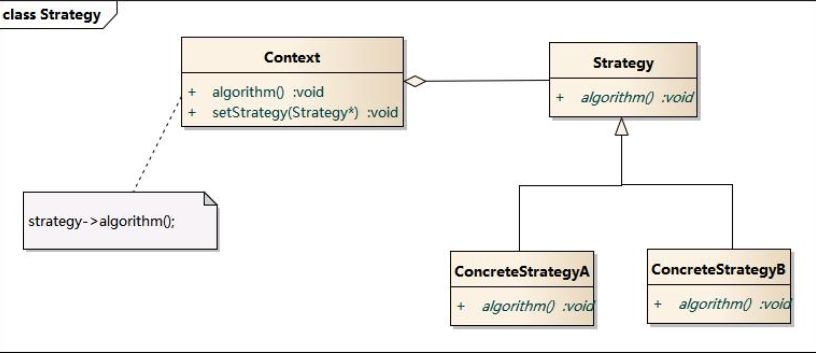 class Strategy
Context
+ algorithm() :void
+ setStrategy(Strategy*) :void
Strategy
+ algorithm() :void
strategy->algorithm();
ConcreteStrategyA
+ algorithm() :void
ConcreteStrategyB
+ algorithm() :void